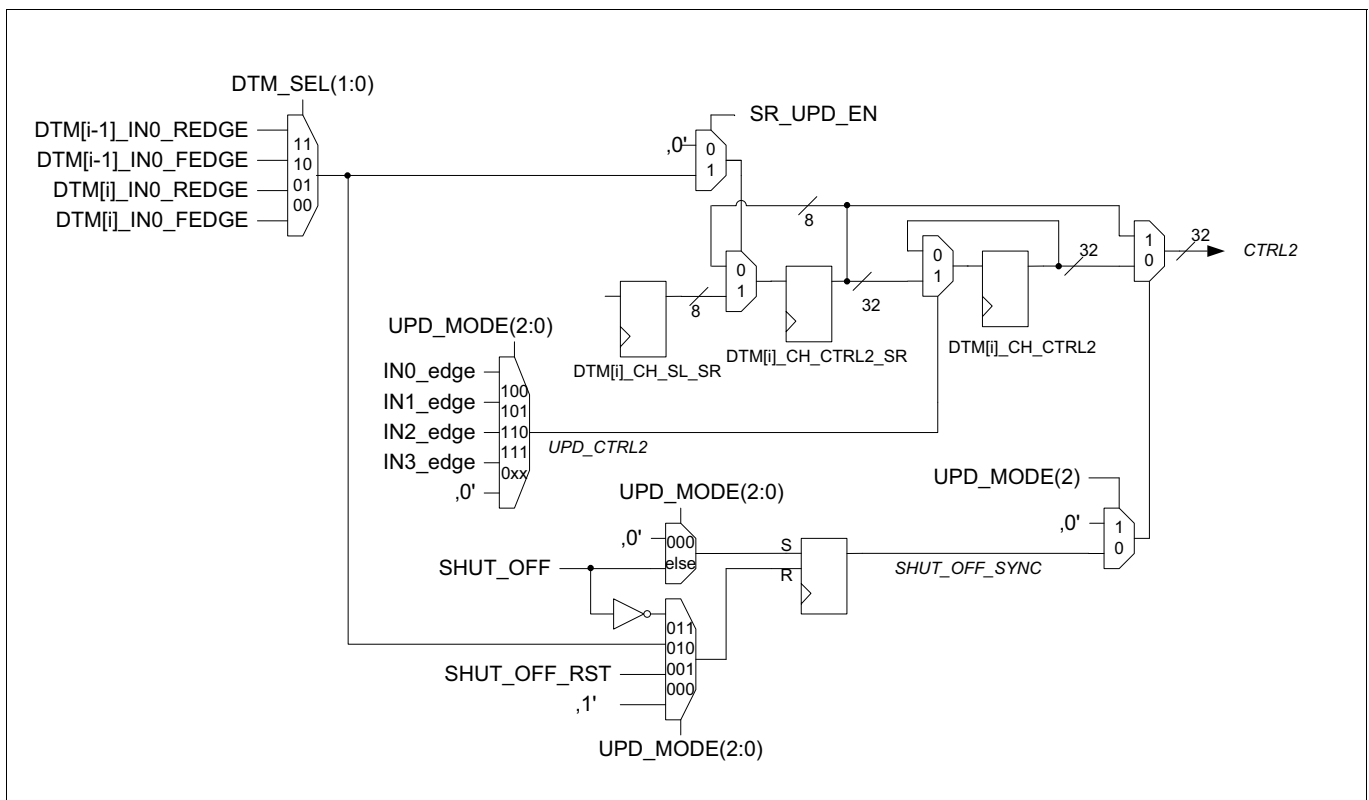 DTM_SEL(1:0)
DTM[i-1]_IN0_REDGE
DTM[i-1]_IN0_FEDGE
DTM[i]_IN0_REDGE
DTM[i]_IN0_FEDGE
11
10
01
00
SR_UPD_EN
‚0'
0
1
8
0
1
8
DTM[i]_CH_SL_SR
DTM[i]_CH_CTRL2_SR
32
0
1
DTM[i]_CH_CTRL2
32
1
0
32
CTRL2
UPD_MODE(2:0)
IN0_edge
IN1_edge
IN2_edge
IN3_edge
‚0'
100
101
110
111
0xx
UPD_CTRL2
UPD_MODE(2:0)
‚0'
000
else
SHUT_OFF
S
R
SHUT_OFF_SYNC
UPD_MODE(2)
‚0'
1
0
011
010
001
000
SHUT_OFF_RST
‚1'
UPD_MODE(2:0)